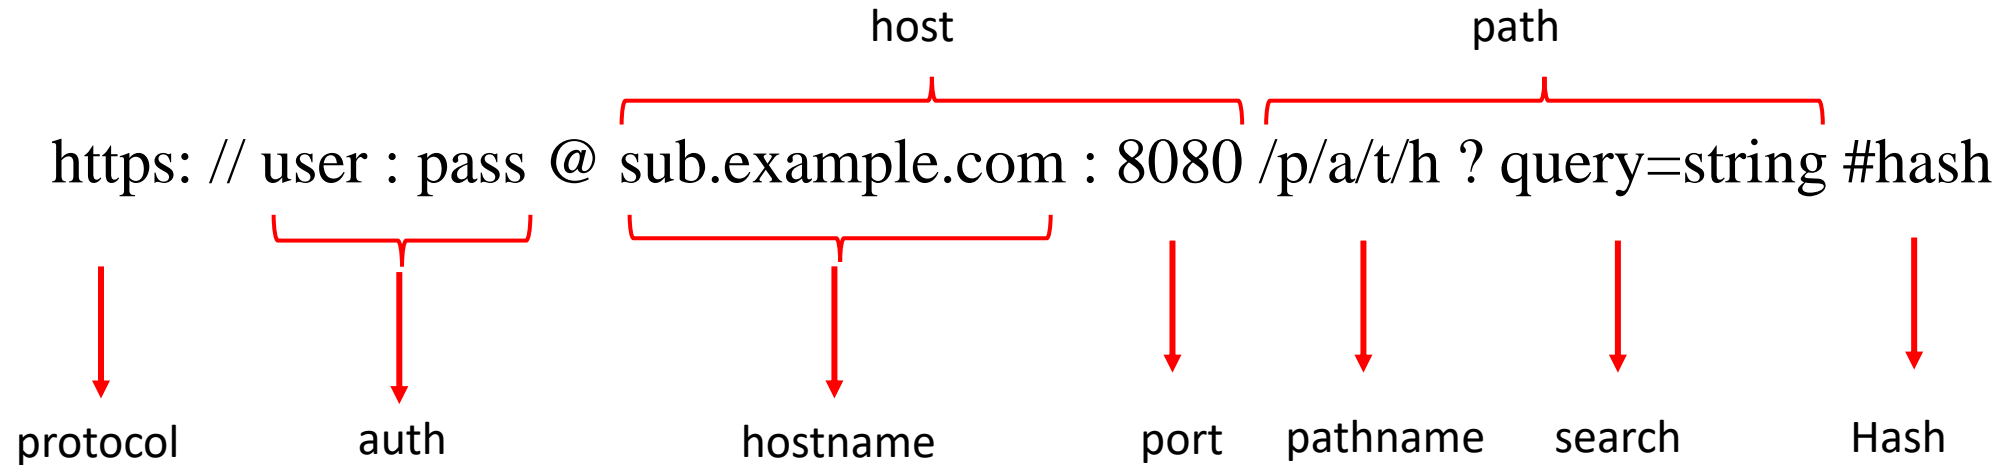 host path
https: // user : pass @ sub.example.com : 8080 /p/a/t/h ? query=string #hash
protocol auth hostname port pathname search Hash